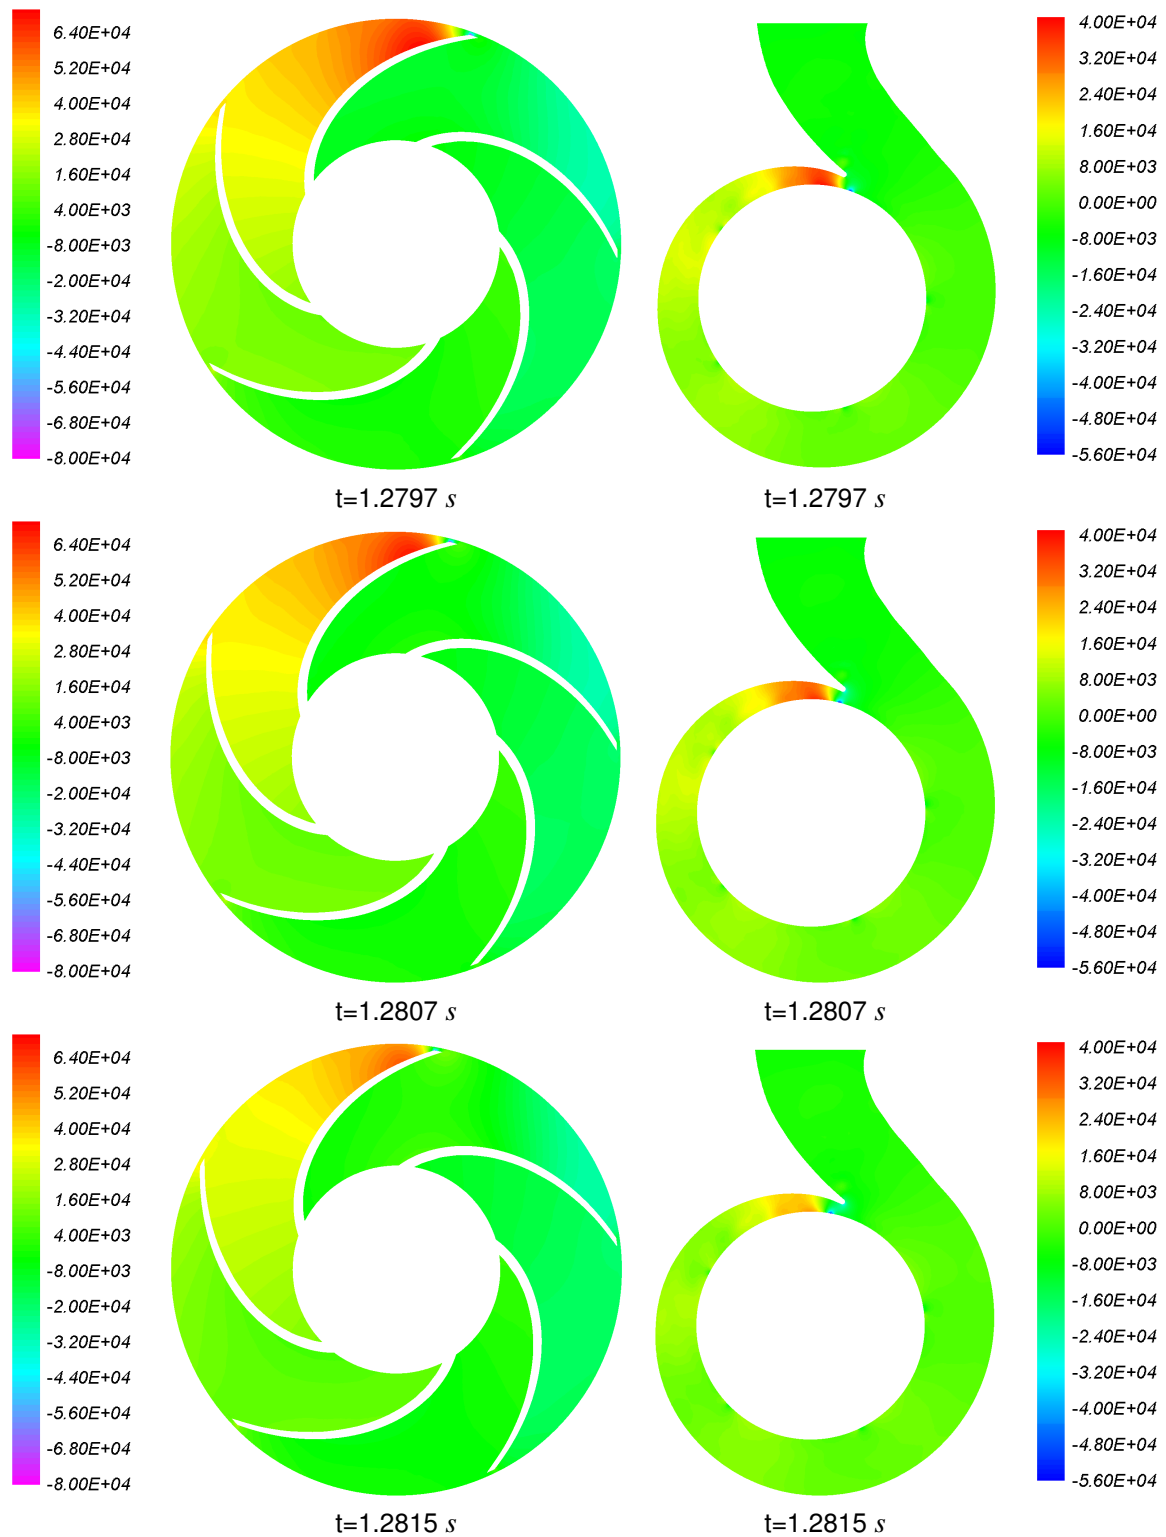 6.40E+04
5.20E+04
4.00E+04
2.80E+04
1.60E+04
4.00E+03
-8.00E+03
-2.00E+04
-3.20E+04
-4.40E+04
-5.60E+04
-6.80E+04
-8.00E+04
4.00E+04
3.20E+04
2.40E+04
1.60E+04
8.00E+03
0.00E+00
-8.00E+03
-1.60E+04
-2.40E+04
-3.20E+04
-4.00E+04
-4.80E+04
-5.60E+04
t=1.2797 s
t=1.2797 s
6.40E+04
5.20E+04
4.00E+04
2.80E+04
1.60E+04
4.00E+03
-8.00E+03
-2.00E+04
-3.20E+04
-4.40E+04
-5.60E+04
-6.80E+04
-8.00E+04
4.00E+04
3.20E+04
2.40E+04
1.60E+04
8.00E+03
0.00E+00
-8.00E+03
-1.60E+04
-2.40E+04
-3.20E+04
-4.00E+04
-4.80E+04
-5.60E+04
t=1.2807 s
t=1.2807 s
6.40E+04
5.20E+04
4.00E+04
2.80E+04
1.60E+04
4.00E+03
-8.00E+03
-2.00E+04
-3.20E+04
-4.40E+04
-5.60E+04
-6.80E+04
-8.00E+04
4.00E+04
3.20E+04
2.40E+04
1.60E+04
8.00E+03
0.00E+00
-8.00E+03
-1.60E+04
-2.40E+04
-3.20E+04
-4.00E+04
-4.80E+04
-5.60E+04
t=1.2815 s
t=1.2815 s